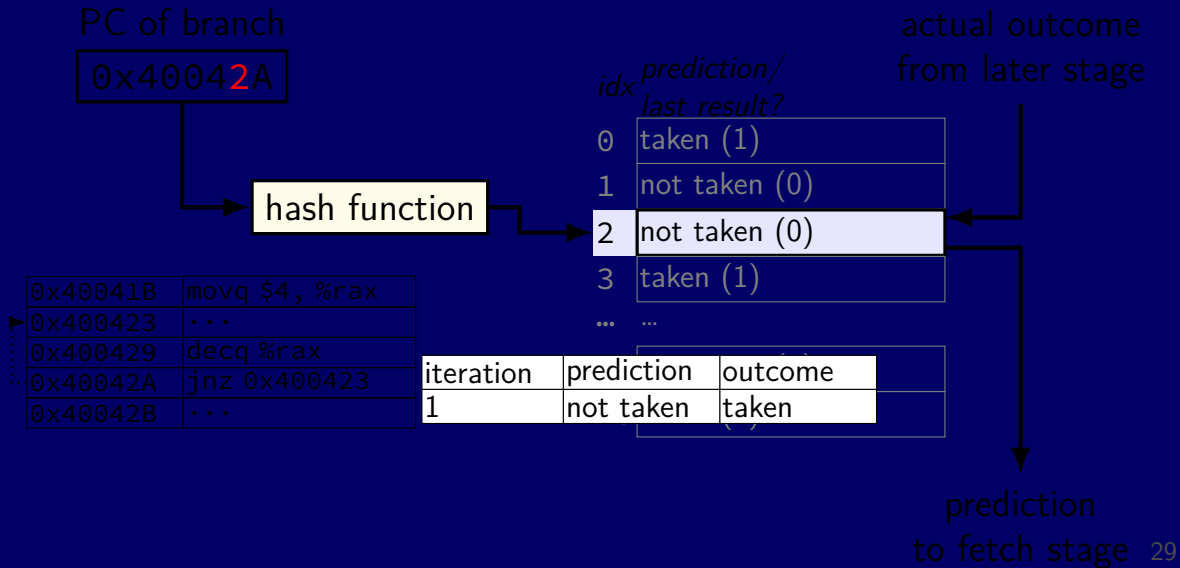 PC of branch
0x40042A
actual outcome
from later stage
idx
prediction/
last result?
0 taken (1)
1 not taken (0)
hash function
2 not taken (0)
3 taken (1)
… …
0x40041B movq $4, %rax
0x400423 ···
0x400429 decq %rax
0x40042A jnz 0x400423
0x40042B ···
iteration prediction outcome
1 not taken taken
prediction
to fetch stage
29